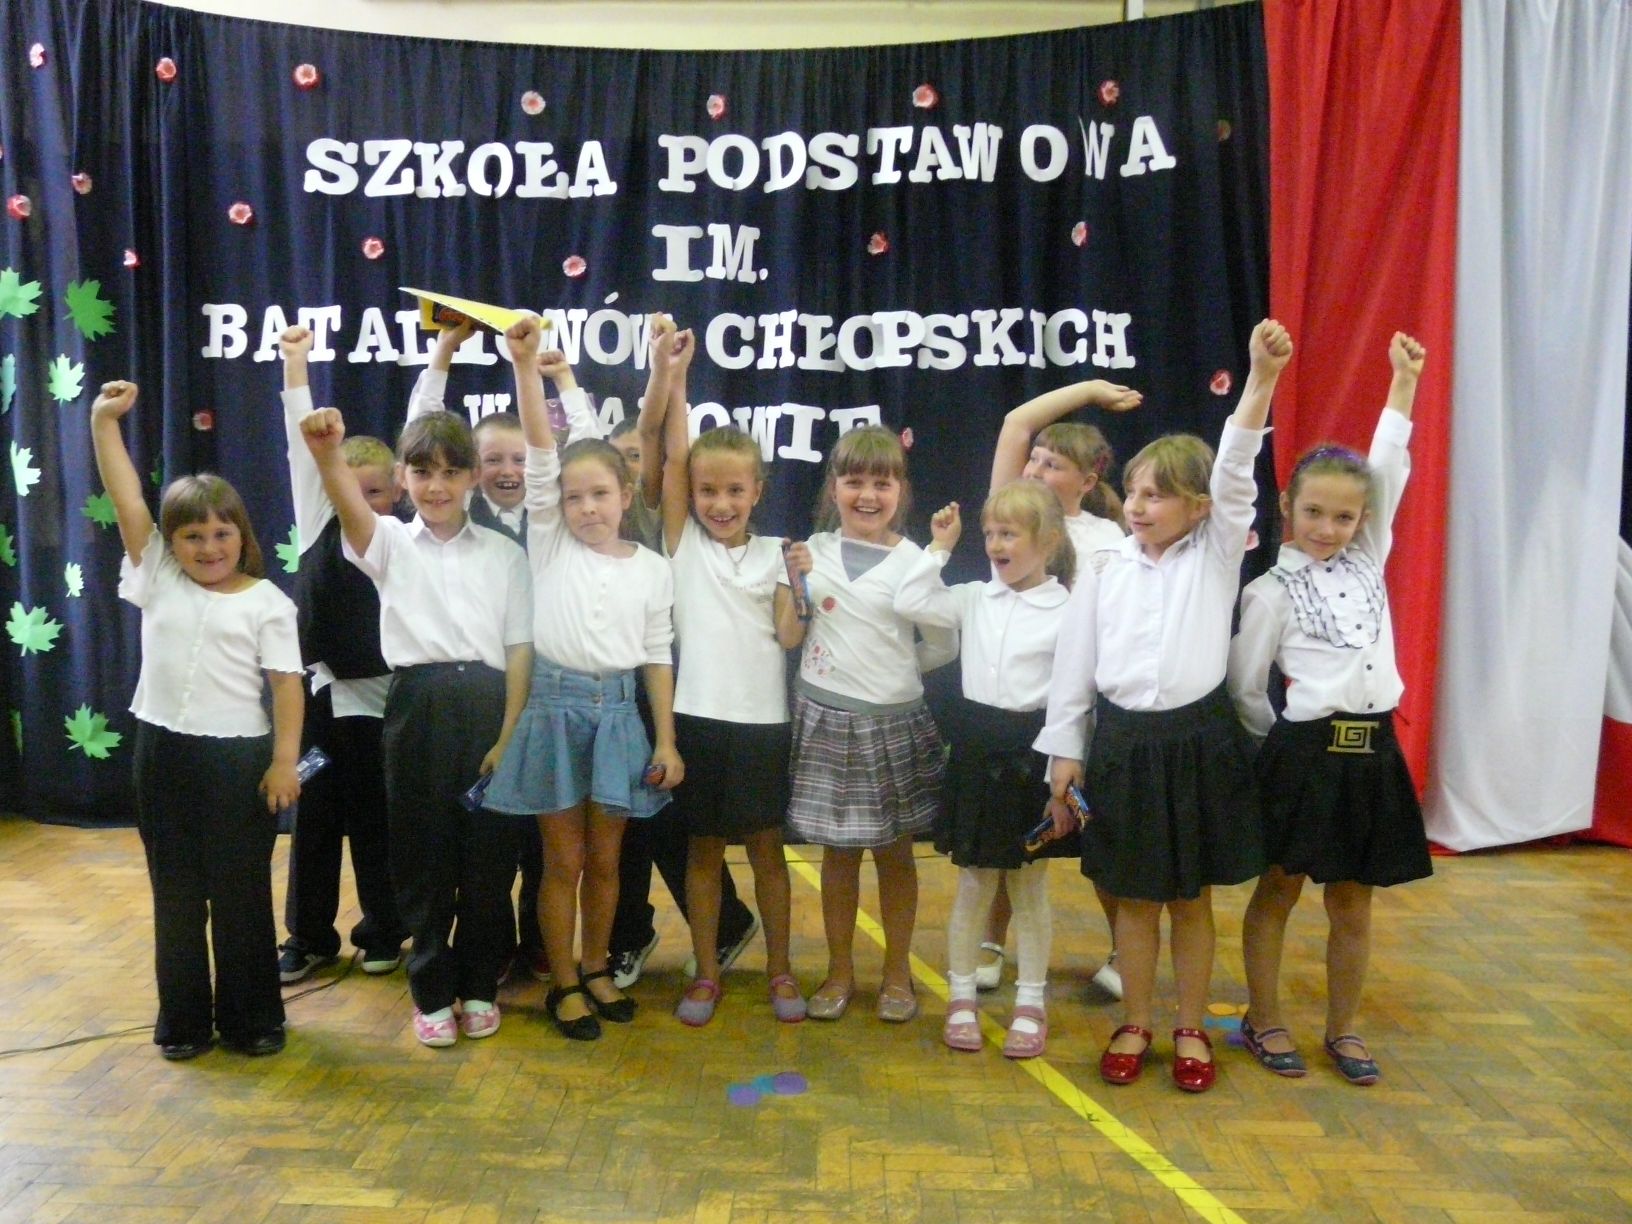 SZKOŁA PODSTAWOWA
IM.
BATALIONÓW CHŁOPSKICH
W